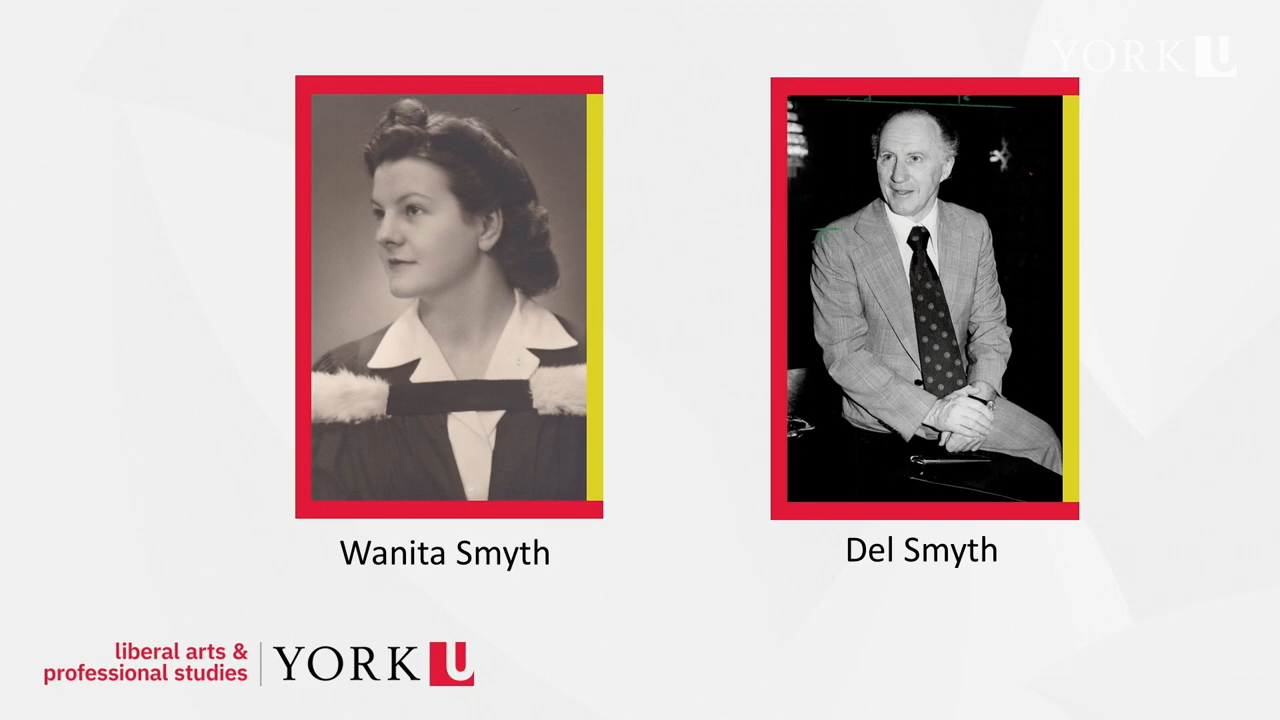 YORK U
Wanita Smyth
Del Smyth
liberal arts &
professional studies
YORK U